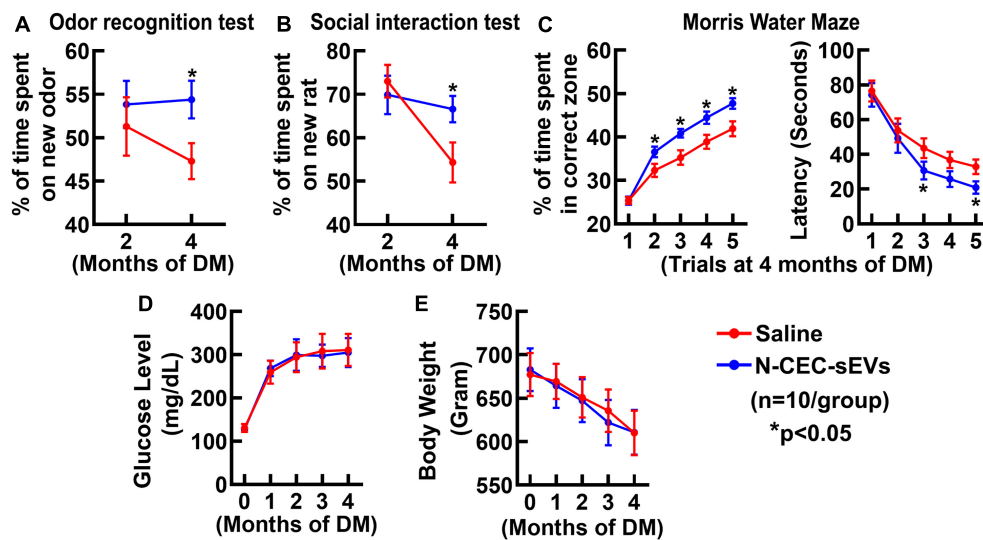 A Odor recognition test
% of time spent
on new odor
60
55
50
45
40
*
2 4
(Months of DM)
B Social interaction test
% of time spent
on new rat
90
80
70
60
50
40
*
2 4
(Months of DM)
C Morris Water Maze
% of time spent
in correct zone
60
50
40
30
20
* * * *
1 2 3 4 5
Latency (Seconds)
100
80
60
40
20
0
* *
1 2 3 4 5
(Trials at 4 months of DM)
D
Glucose Level
(mg/dL)
400
300
200
100
0
0 1 2 3 4
(Months of DM)
E
Body Weight
(Gram)
750
700
650
600
550
0 1 2 3 4
(Months of DM)
Saline
N-CEC-sEVs
(n=10/group)
*p<0.05